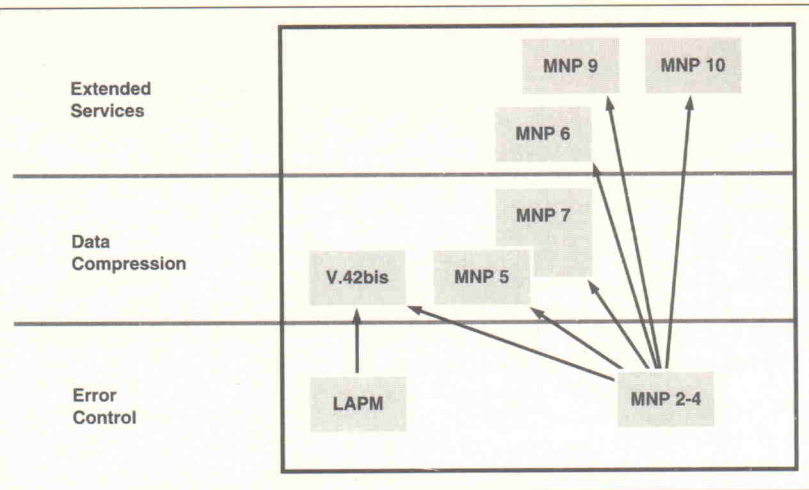 Extended
Services
MNP 9
MNP 10
MNP 6
Data
Compression
MNP 7
V.42bis
MNP 5
Error
Control
LAPM
MNP 2-4